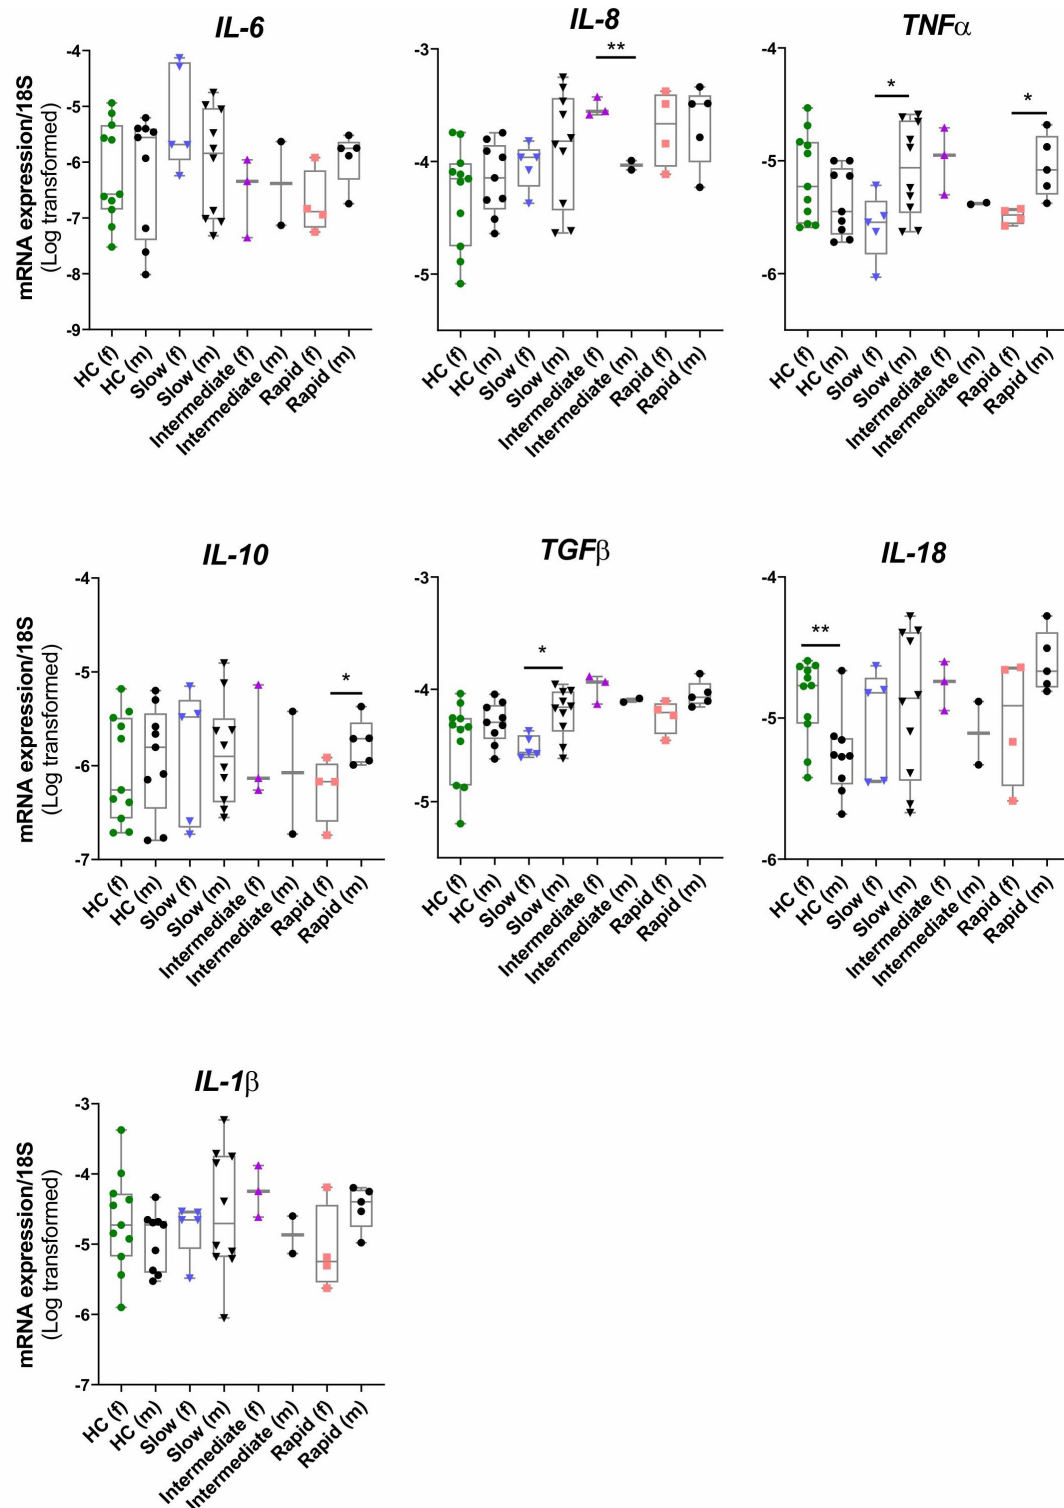 IL-6
IL-8
TNFα
mRNA expression/18S
(Log transformed)
-4
-5
-6
-7
-8
-9
-3
-4
-5
-4
-5
-6
**
*
*
HC (f)
HC (m)
Slow (f)
Slow (m)
Intermediate (f)
Intermediate (m)
Rapid (f)
Rapid (m)
HC (f)
HC (m)
Slow (f)
Slow (m)
Intermediate (f)
Intermediate (m)
Rapid (f)
Rapid (m)
HC (f)
HC (m)
Slow (f)
Slow (m)
Intermediate (f)
Intermediate (m)
Rapid (f)
Rapid (m)
IL-10
TGFβ
IL-18
mRNA expression/18S
(Log transformed)
-4
-5
-6
-7
-3
-4
-5
-4
-5
-6
*
*
**
HC (f)
HC (m)
Slow (f)
Slow (m)
Intermediate (f)
Intermediate (m)
Rapid (f)
Rapid (m)
HC (f)
HC (m)
Slow (f)
Slow (m)
Intermediate (f)
Intermediate (m)
Rapid (f)
Rapid (m)
HC (f)
HC (m)
Slow (f)
Slow (m)
Intermediate (f)
Intermediate (m)
Rapid (f)
Rapid (m)
IL-1β
mRNA expression/18S
(Log transformed)
-3
-4
-5
-6
-7
HC (f)
HC (m)
Slow (f)
Slow (m)
Intermediate (f)
Intermediate (m)
Rapid (f)
Rapid (m)